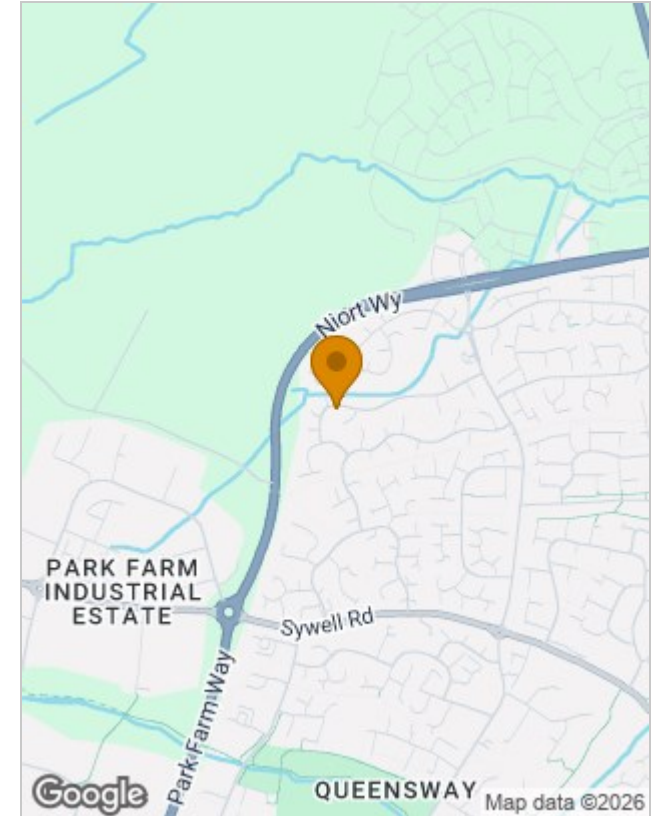 Niort Wy
PARK FARM
INDUSTRIAL
ESTATE
Sywell Rd
Park Farm Way
QUEENSWAY
Google
Map data ©2026